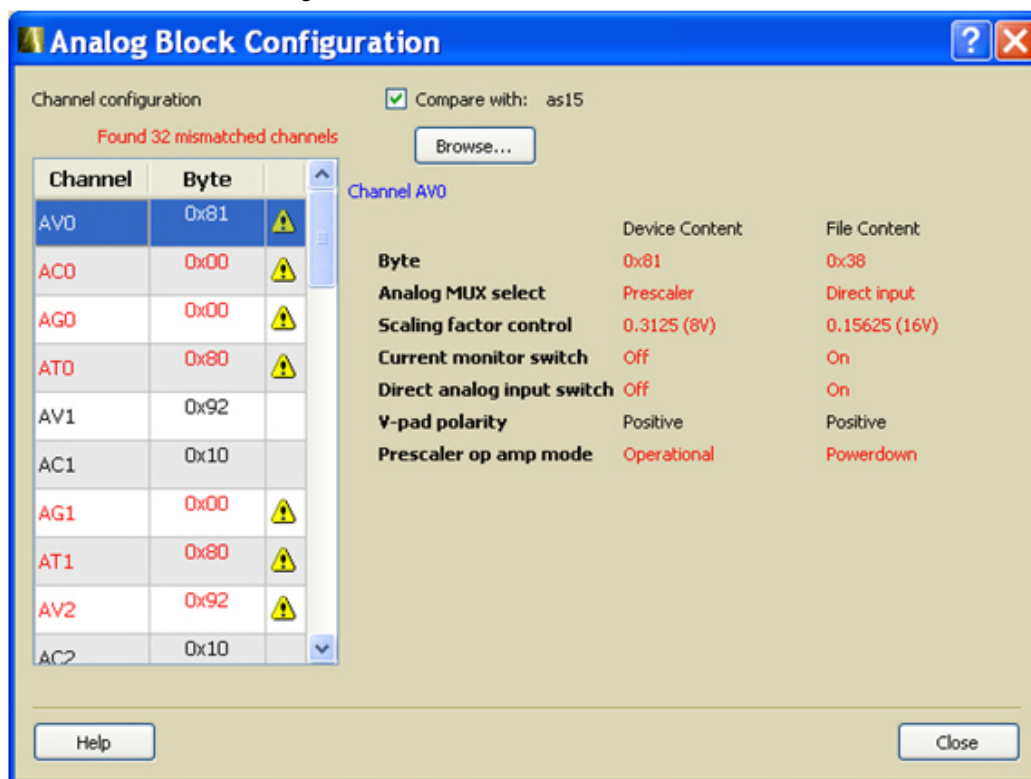 Analog Block Configuration
Channel configuration
Compare with: as15
Found 32 mismatched channels
Browse...
Channel Byte
Channel AV0
AV0 0x81
AC0 0x00
AG0 0x00
AT0 0x80
AV1 0x92
AC1 0x10
AG1 0x00
AT1 0x80
AV2 0x92
AC2 0x10
Device Content File Content
Byte 0x81 0x38
Analog MUX select Prescaler Direct input
Scaling factor control 0.3125 (8V) 0.15625 (16V)
Current monitor switch Off On
Direct analog input switch Off On
V-pad polarity Positive Positive
Prescaler op amp mode Operational Powerdown
Help
Close